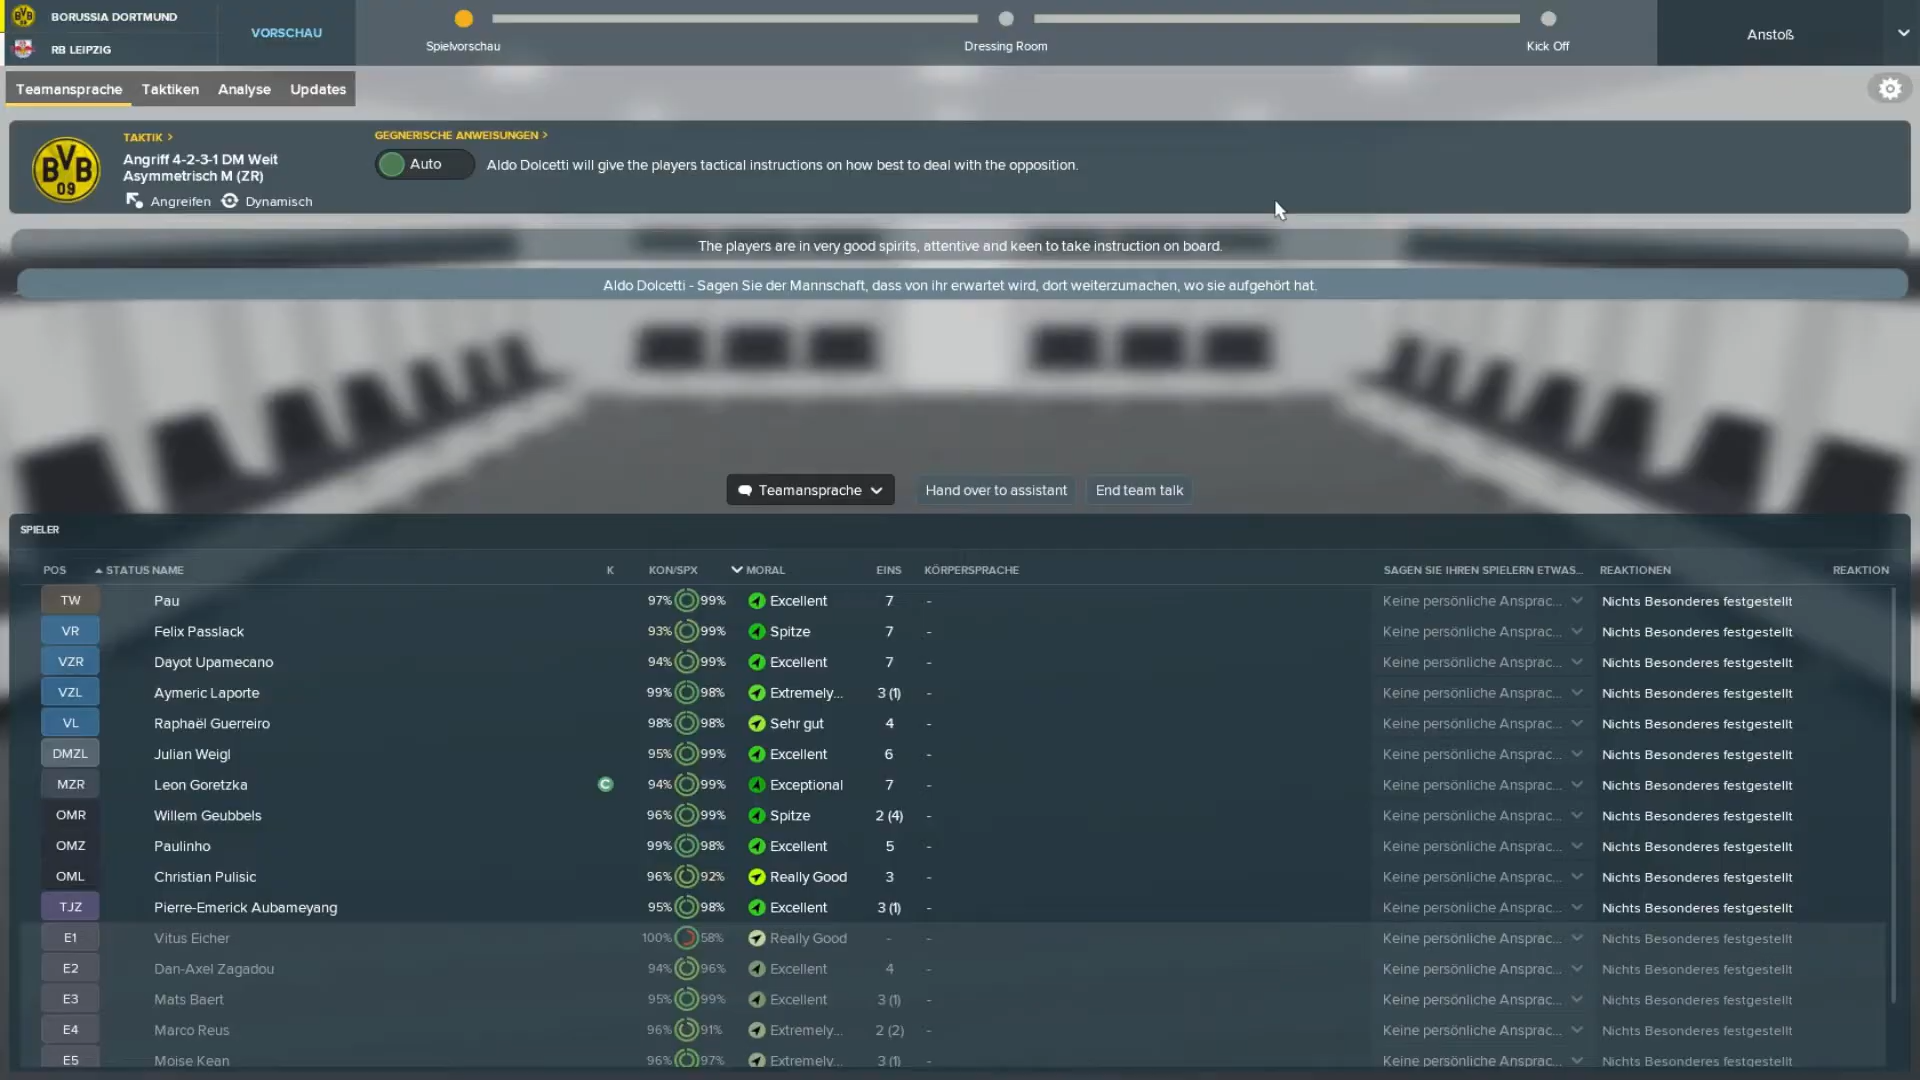 BORUSSIA DORTMUND
RB LEIPZIG
VORSCHAU
Spielvorschau
Dressing Room
Kick Off
Anstoß
Teamansprache Taktiken Analyse Updates
BVB 09
TAKTIK >
Angriff 4-2-3-1 DM Weit
Asymmetrisch M (ZR)
Angreifen Dynamisch
GEGNERISCHE ANWEISUNGEN >
Auto Aldo Dolcetti will give the players tactical instructions on how best to deal with the opposition.
The players are in very good spirits, attentive and keen to take instruction on board.
Aldo Dolcetti - Sagen Sie der Mannschaft, dass von ihr erwartet wird, dort weiterzumachen, wo sie aufgehört hat.
Teamansprache Hand over to assistant End team talk
SPIELER
POS STATUS NAME K KON/SPX MORAL EINS KÖRPERSPRACHE SAGEN SIE IHREN SPIELERN ETWAS... REAKTIONEN REAKTION
TW Pau 97% 99% Excellent 7 - Keine persönliche Ansprac... Nichts Besonderes festgestellt
VR Felix Passlack 93% 99% Spitze 7 - Keine persönliche Ansprac... Nichts Besonderes festgestellt
VZR Dayot Upamecano 94% 99% Excellent 7 - Keine persönliche Ansprac... Nichts Besonderes festgestellt
VZL Aymeric Laporte 99% 98% Extremely... 3 (1) - Keine persönliche Ansprac... Nichts Besonderes festgestellt
VL Raphaël Guerreiro 98% 98% Sehr gut 4 - Keine persönliche Ansprac... Nichts Besonderes festgestellt
DMZL Julian Weigl 95% 99% Excellent 6 - Keine persönliche Ansprac... Nichts Besonderes festgestellt
MZR Leon Goretzka C 94% 99% Exceptional 7 - Keine persönliche Ansprac... Nichts Besonderes festgestellt
OMR Willem Geubbels 96% 99% Spitze 2 (4) - Keine persönliche Ansprac... Nichts Besonderes festgestellt
OMZ Paulinho 99% 98% Excellent 5 - Keine persönliche Ansprac... Nichts Besonderes festgestellt
OML Christian Pulisic 96% 92% Really Good 3 - Keine persönliche Ansprac... Nichts Besonderes festgestellt
TJZ Pierre-Emerick Aubameyang 95% 98% Excellent 3 (1) - Keine persönliche Ansprac... Nichts Besonderes festgestellt
E1 Vitus Eicher 100% 58% Really Good - - Keine persönliche Ansprac... Nichts Besonderes festgestellt
E2 Dan-Axel Zagadou 94% 96% Excellent 4 - Keine persönliche Ansprac... Nichts Besonderes festgestellt
E3 Mats Baert 95% 99% Excellent 3 (1) - Keine persönliche Ansprac... Nichts Besonderes festgestellt
E4 Marco Reus 96% 91% Extremely... 2 (2) - Keine persönliche Ansprac... Nichts Besonderes festgestellt
E5 Moise Kean 96% 97% Extremely... 3 (1) - Keine persönliche Ansprac... Nichts Besonderes festgestellt